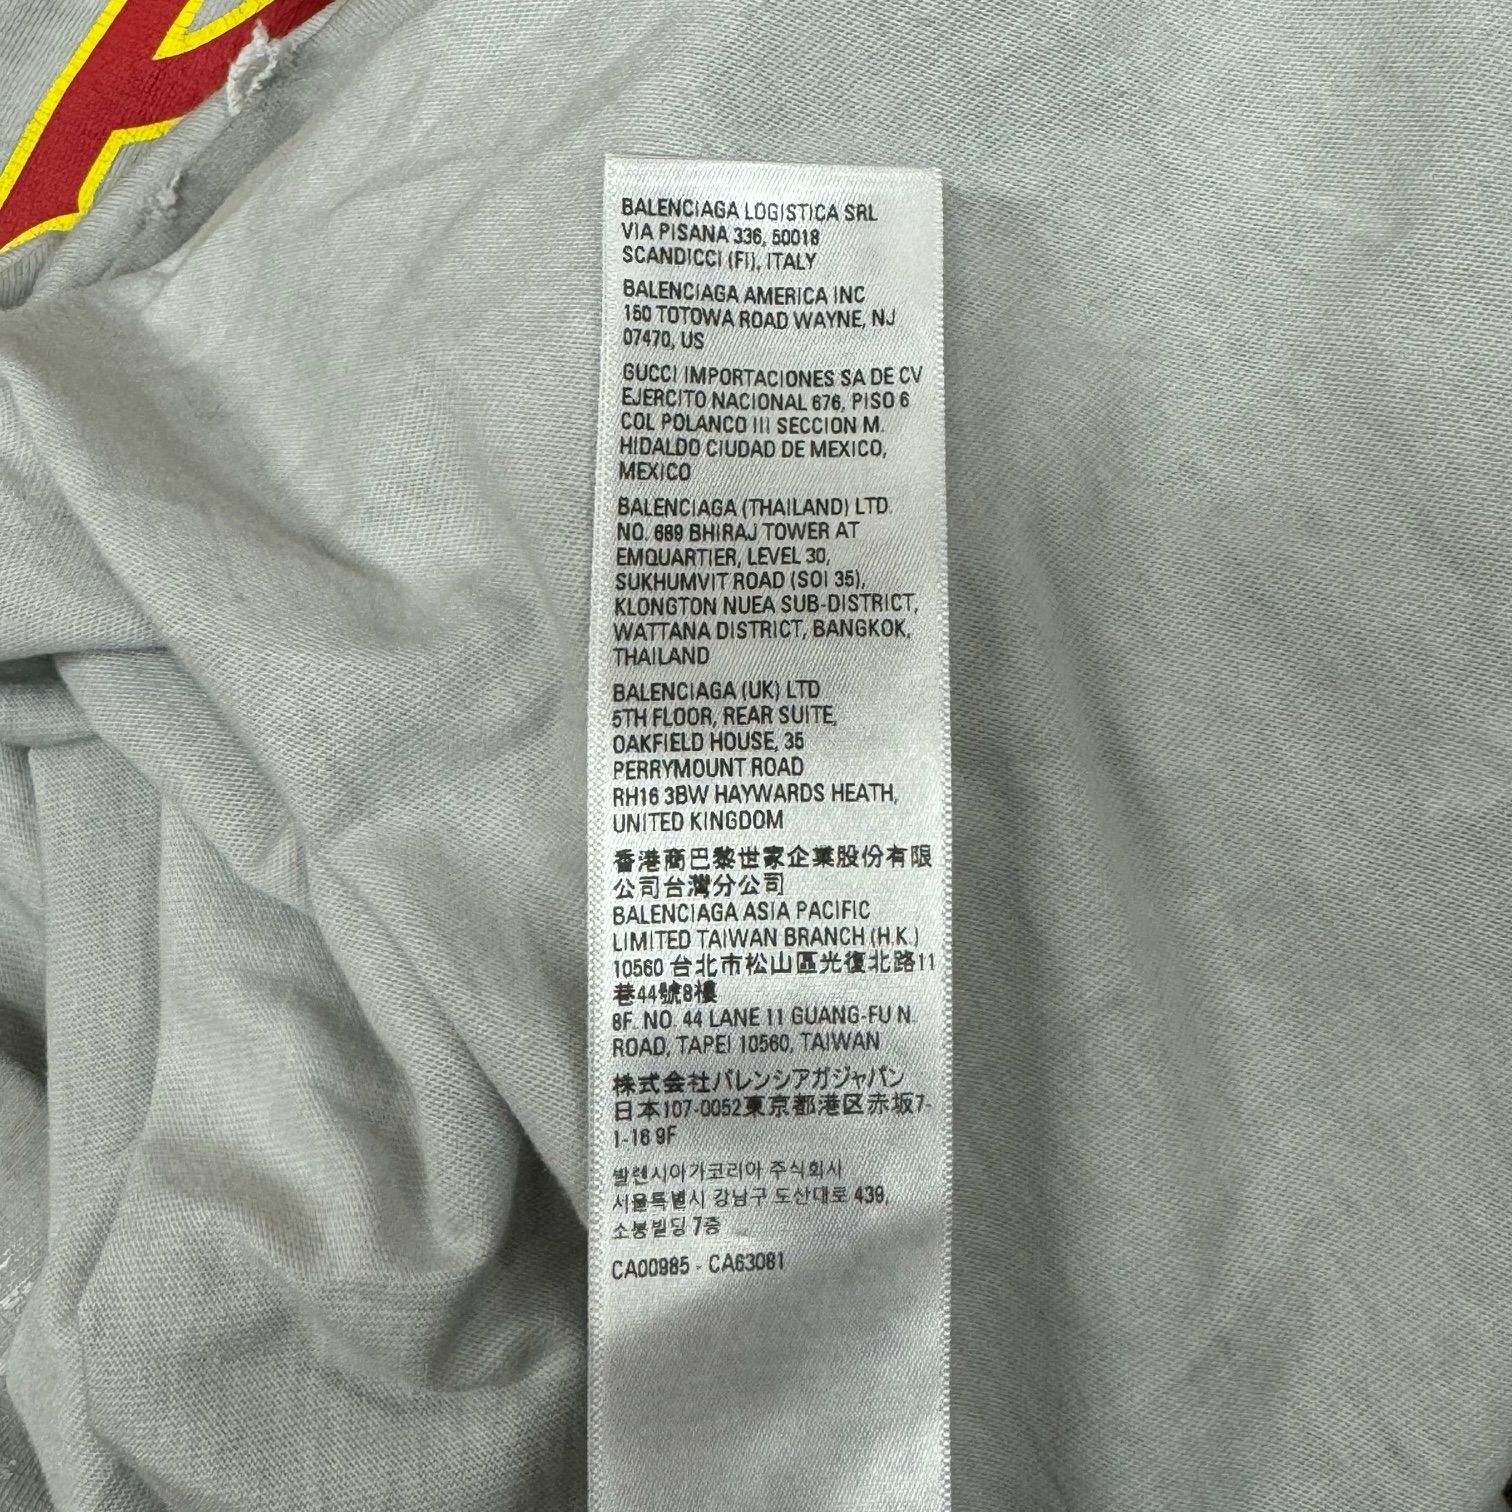 BALENCIAGA LOGISTICA SRL
VIA PISANA 336, 50018
SCANDICCI (FI), ITALY
BALENCIAGA AMERICA INC
150 TOTOWA ROAD WAYNE, NJ
07470, US
GUCCI IMPORTACIONES SA DE CV
EJERCITO NACIONAL 676, PISO 6
COL POLANCO III SECCION M.
HIDALDO CIUDAD DE MEXICO,
MEXICO
BALENCIAGA (THAILAND) LTD.
NO. 689 BHIRAJ TOWER AT
EMQUARTIER, LEVEL 30,
SUKHUMVIT ROAD (SOI 35),
KLONGTON NUEA SUB-DISTRICT,
WATTANA DISTRICT, BANGKOK,
THAILAND
BALENCIAGA (UK) LTD
5TH FLOOR, REAR SUITE,
OAKFIELD HOUSE, 35
PERRYMOUNT ROAD
RH16 3BW HAYWARDS HEATH,
UNITED KINGDOM
香港商巴黎世家企業股份有限
公司台灣分公司
BALENCIAGA ASIA PACIFIC
LIMITED TAIWAN BRANCH (H.K.)
10560 台北市松山區光復北路11
巷44號8樓
8F. NO. 44 LANE 11 GUANG-FU N.
ROAD, TAPEI 10560, TAIWAN
株式会社バレンシアガジャパン
日本107-0052東京都港区赤坂7-
1-16 9F
발렌시아가코리아 주식회사
서울특별시 강남구 도산대로 439,
소봉빌딩 7층
CA00985 - CA63081